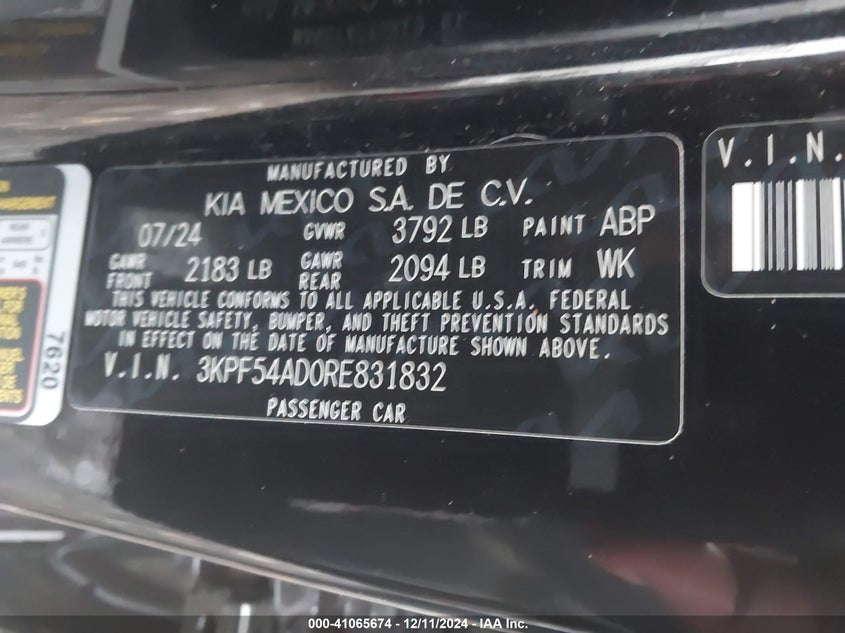 MANUFACTURED BY
KIA MEXICO S.A. DE C.V.
07/24 GVWR 3792 LB PAINT ABP
GAWR FRONT 2183 LB GAWR REAR 2094 LB TRIM WK
THIS VEHICLE CONFORMS TO ALL APPLICABLE U.S.A. FEDERAL
MOTOR VEHICLE SAFETY, BUMPER, AND THEFT PREVENTION STANDARDS
IN EFFECT ON THE DATE OF MANUFACTURE SHOWN ABOVE.
V.I.N. 3KPF54AD0RE831832
PASSENGER CAR
V.I.N.
7620
000-41065674 - 12/11/2024 - IAA Inc.